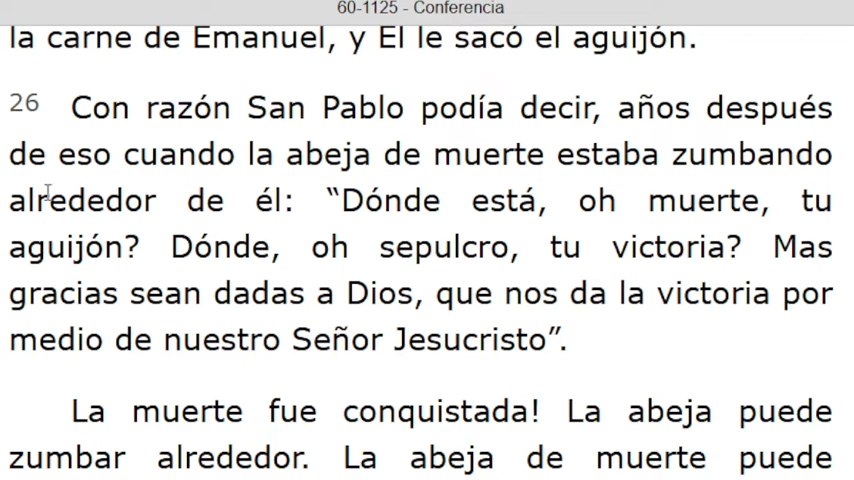 60-1125 - Conferencia
la carne de Emanuel, y El le sacó el aguijón.
26 Con razón San Pablo podía decir, años después
de eso cuando la abeja de muerte estaba zumbando
alrededor de él: “Dónde está, oh muerte, tu
aguijón? Dónde, oh sepulcro, tu victoria? Mas
gracias sean dadas a Dios, que nos da la victoria por
medio de nuestro Señor Jesucristo”.
La muerte fue conquistada! La abeja puede
zumbar alrededor. La abeja de muerte puede